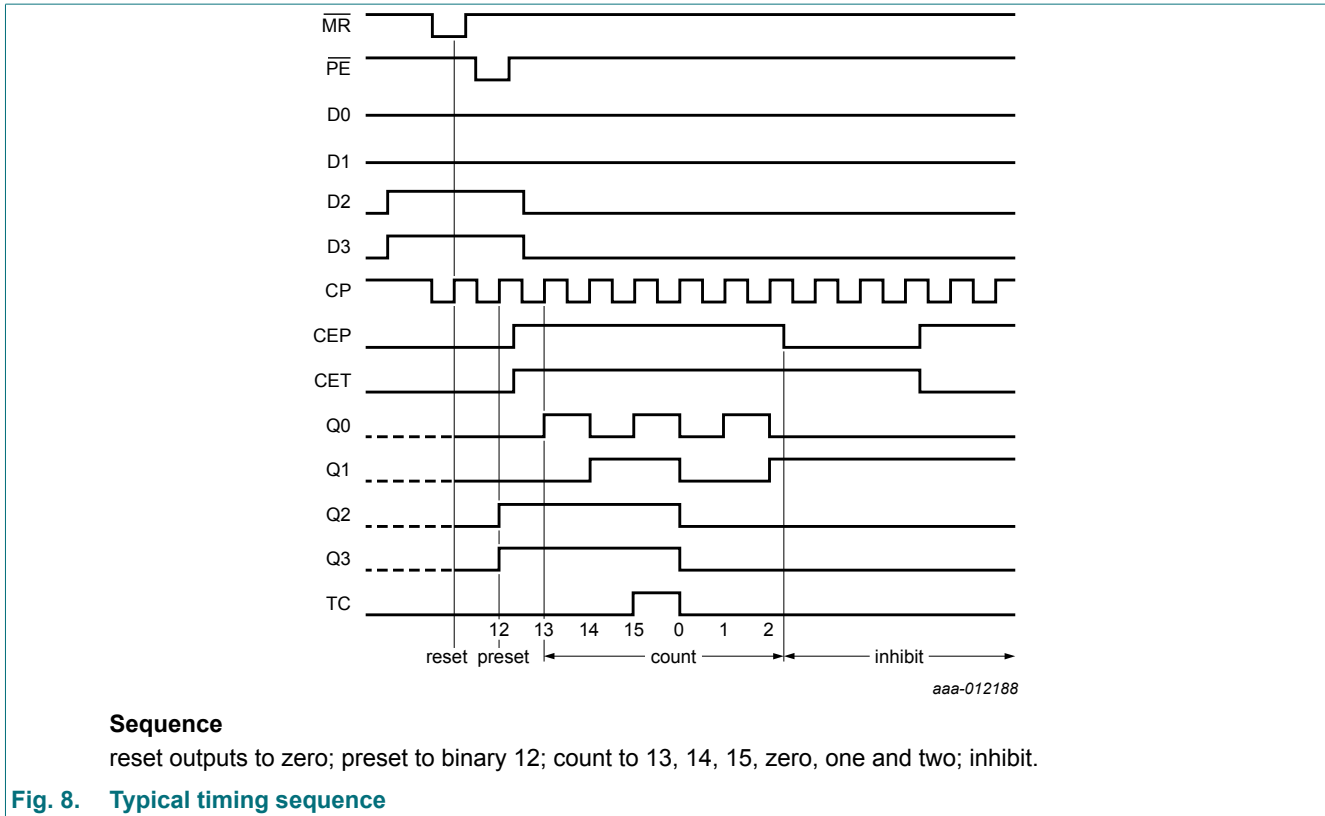 MR
PE
D0
D1
D2
D3
CP
CEP
CET
Q0
Q1
Q2
Q3
TC
12 13 14 15 0 1 2
reset preset count inhibit
aaa-012188
Sequence
reset outputs to zero; preset to binary 12; count to 13, 14, 15, zero, one and two; inhibit.
Fig. 8. Typical timing sequence